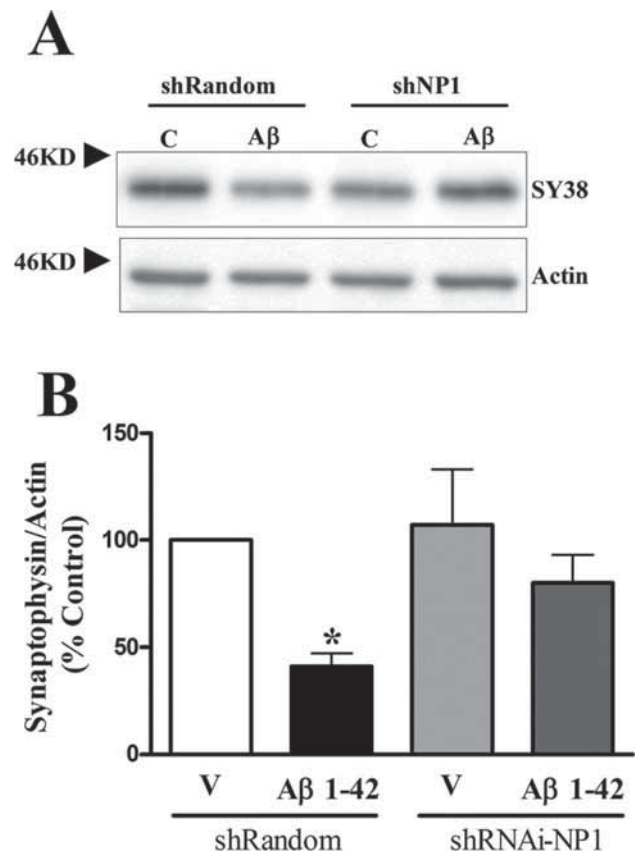 A
shRandom shNP1
C Aβ C Aβ
46KD
SY38
46KD
Actin
B
Synaptophysin/Actin
(% Control)
150
100
50
0
*
V Aβ 1-42 V Aβ 1-42
shRandom shRNAi-NP1